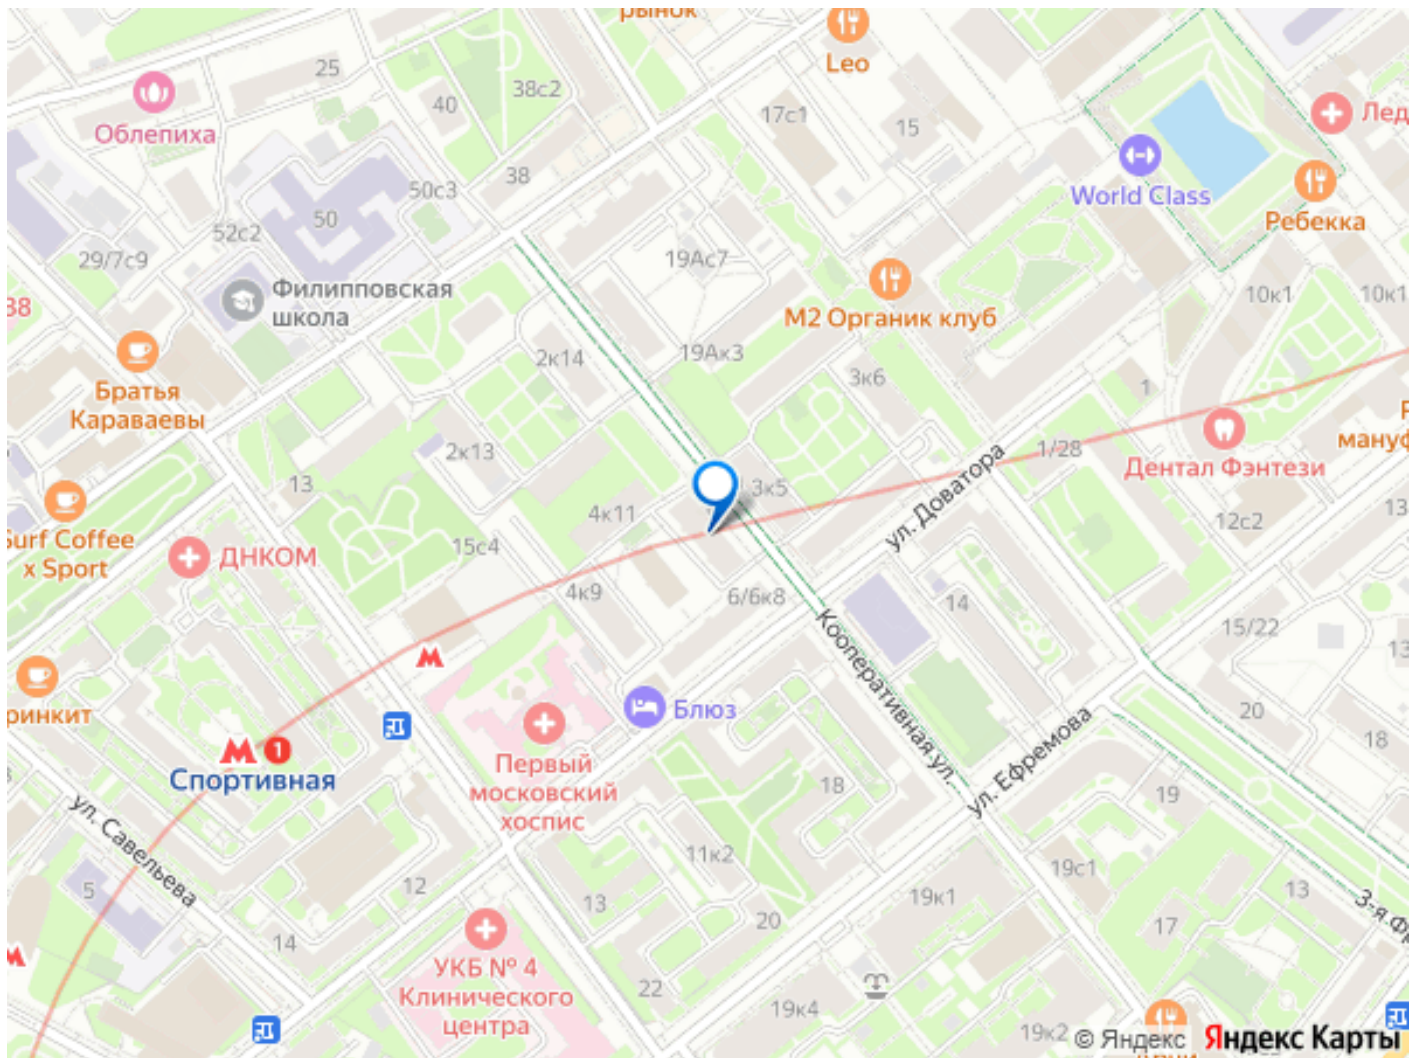 рынок
Leo
25
38с2
40
Облепиха
17с1
15
Лед
World Class
Ребекка
50с3
38
50
52с2
29/7с9
19Ас7
Филипповская
школа
38
М2 Органик клуб
10к1
10к1
2к14
19Ак3
3к6
1
Братья
Караваевы
2к13
1/28
Дентал Фэнтези
мануф
13
3к5
ул. Доватора
4к11
12с2
13
Surf Coffee
x Sport
ДНКОМ
15с4
4к9
6/6к8
14
15/22
13
Кооперативная ул.
ринкит
Блюз
20
18
1
Спортивная
Первый
московский
хоспис
ул. Ефремова
18
19
ул. Савельева
5
12
11к2
19с1
13
13
19к1
20
17
3-я Фр
14
УКБ № 4
Клинического
центра
22
19к4
19к2
© Яндекс
Яндекс Карты